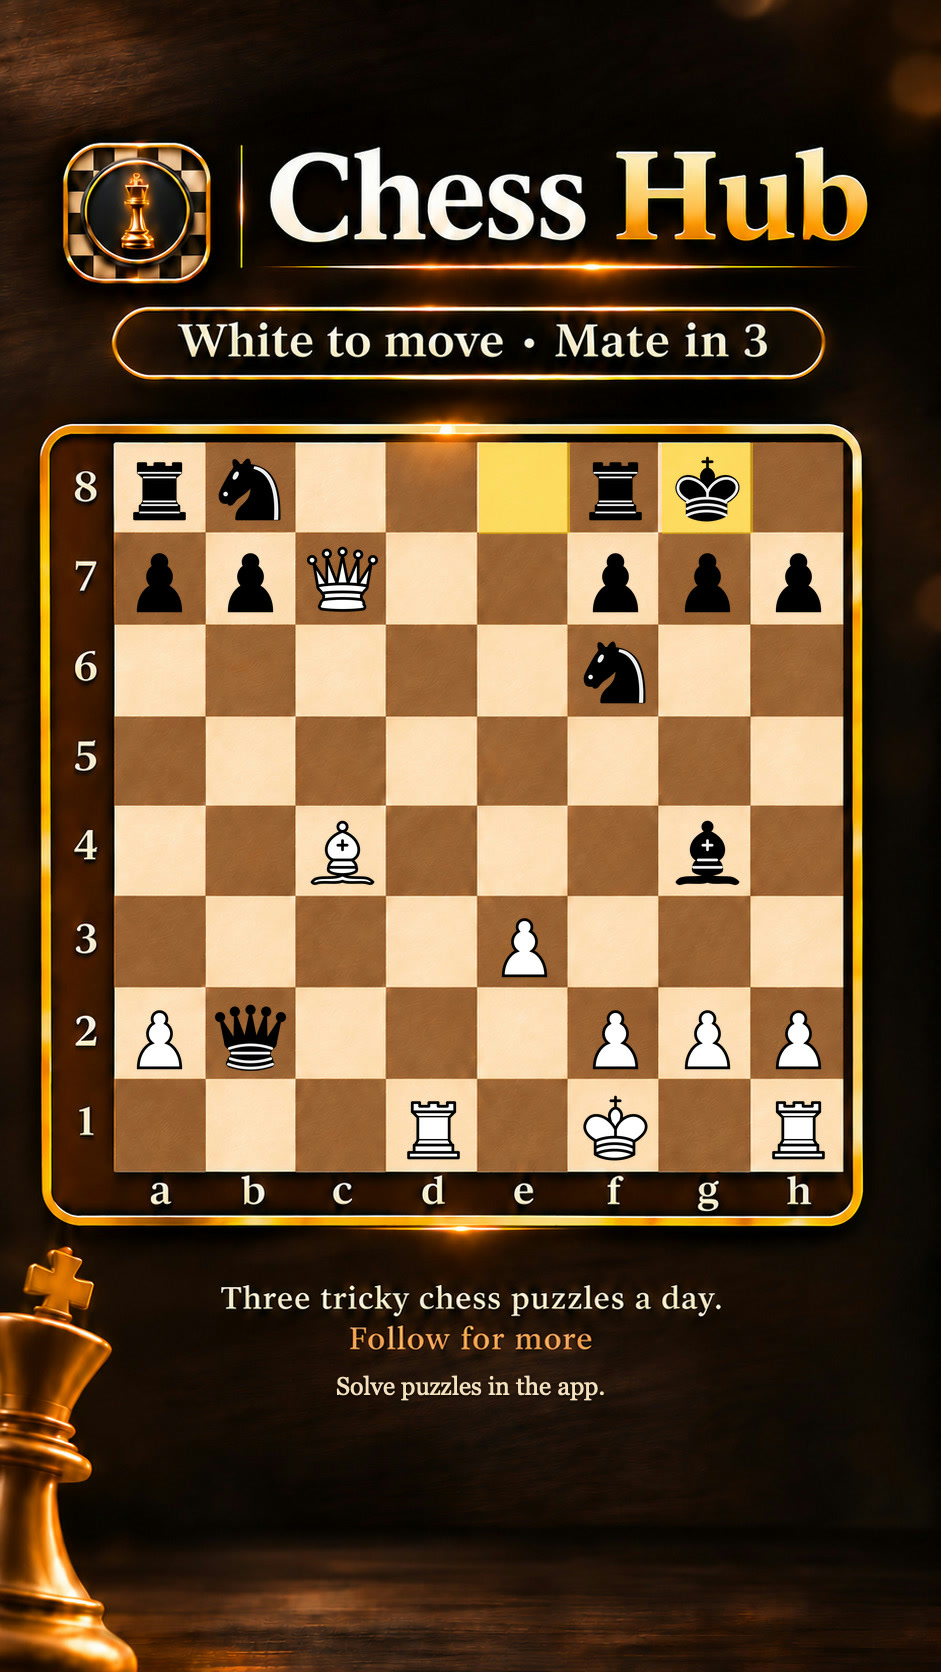 Chess Hub
White to move • Mate in 3
8
7
6
5
4
3
2
1
a b c d e f g h
Three tricky chess puzzles a day.
Follow for more
Solve puzzles in the app.